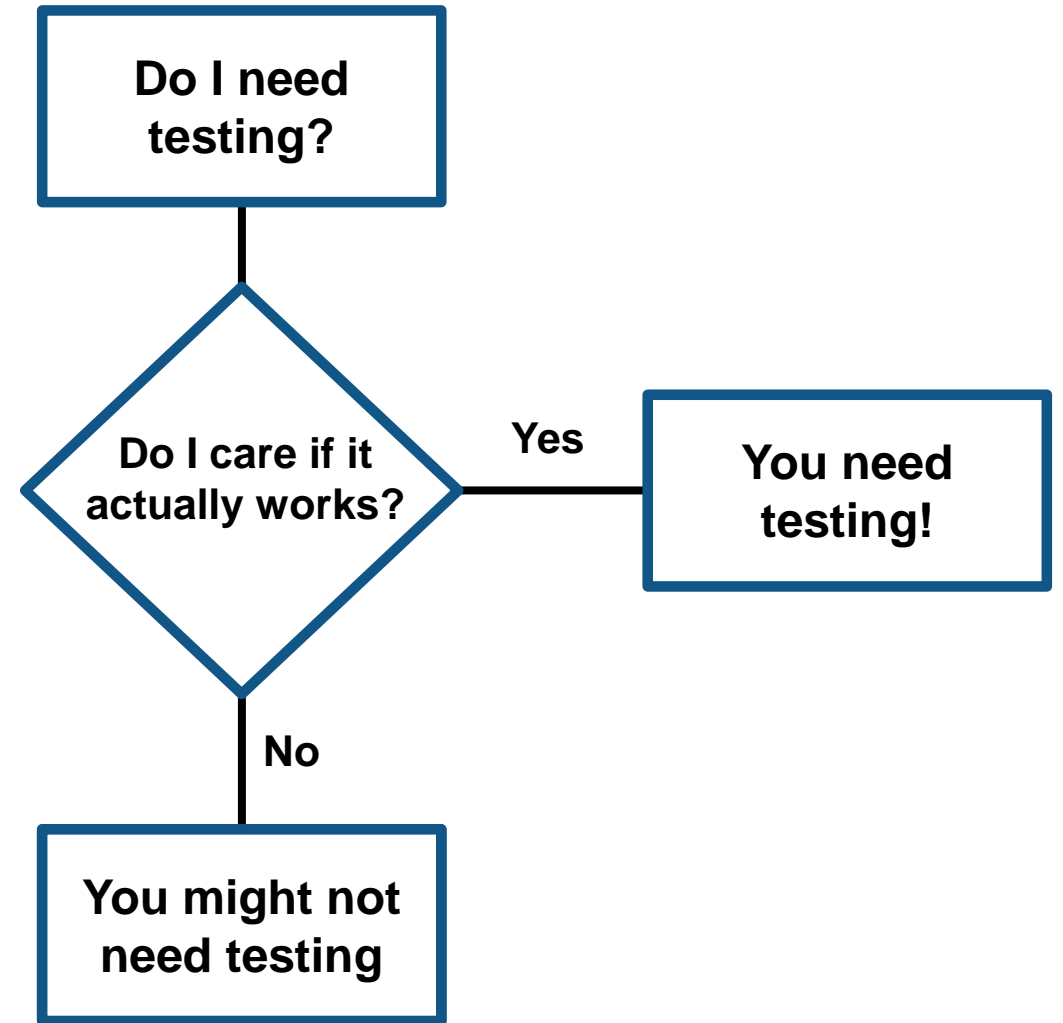 Do I need
testing?
Do I care if it
actually works?
Yes
You need
testing!
No
You might not
need testing